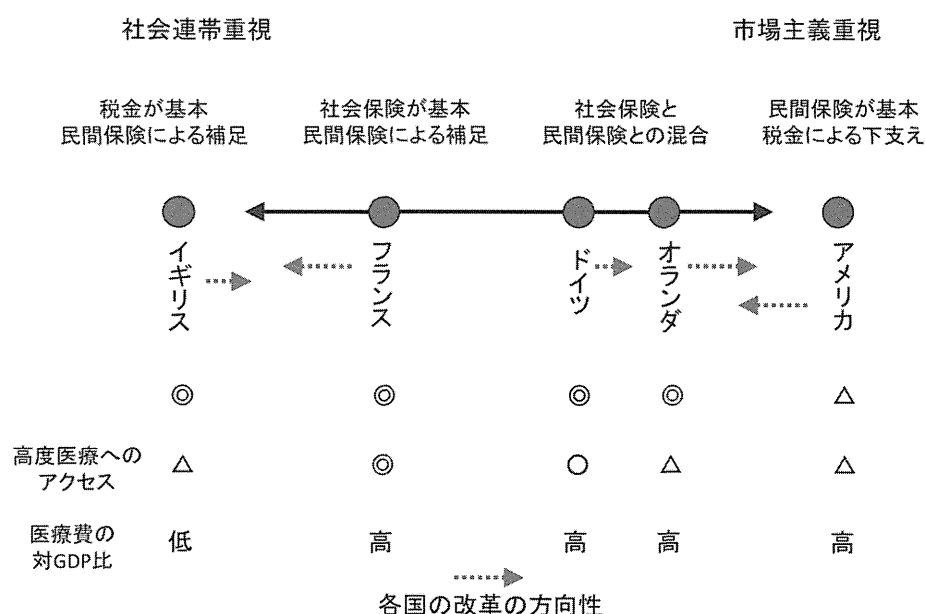 社会連帯重視
市場主義重視
税金が基本
民間保険による補足
社会保険が基本
民間保険による補足
社会保険と
民間保険との混合
民間保険が基本
税金による下支え
イギリス
フランス
ドイツ
オランダ
アメリカ
◎ ◎ ◎ ◎ △
高度医療への
アクセス
△ ◎ ○ △ △
医療費の
対GDP比
低 高 高 高 高
各国の改革の方向性